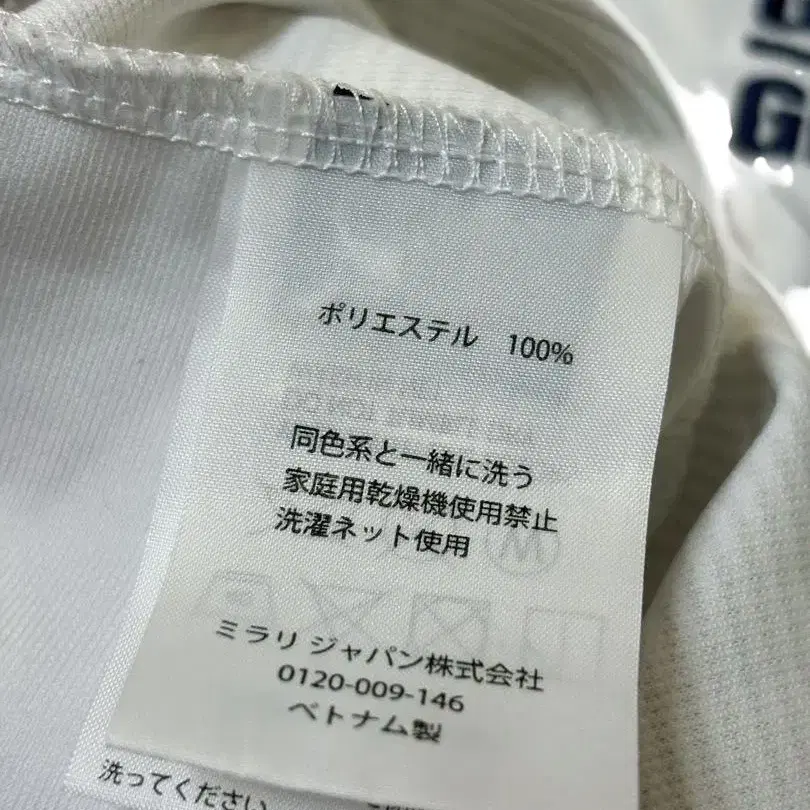 ポリエステル 100%
同色系と一緒に洗う
家庭用乾燥機使用禁止
洗濯ネット使用
ミラリ ジャパン株式会社
0120-009-146
ベトナム製
洗ってください
G